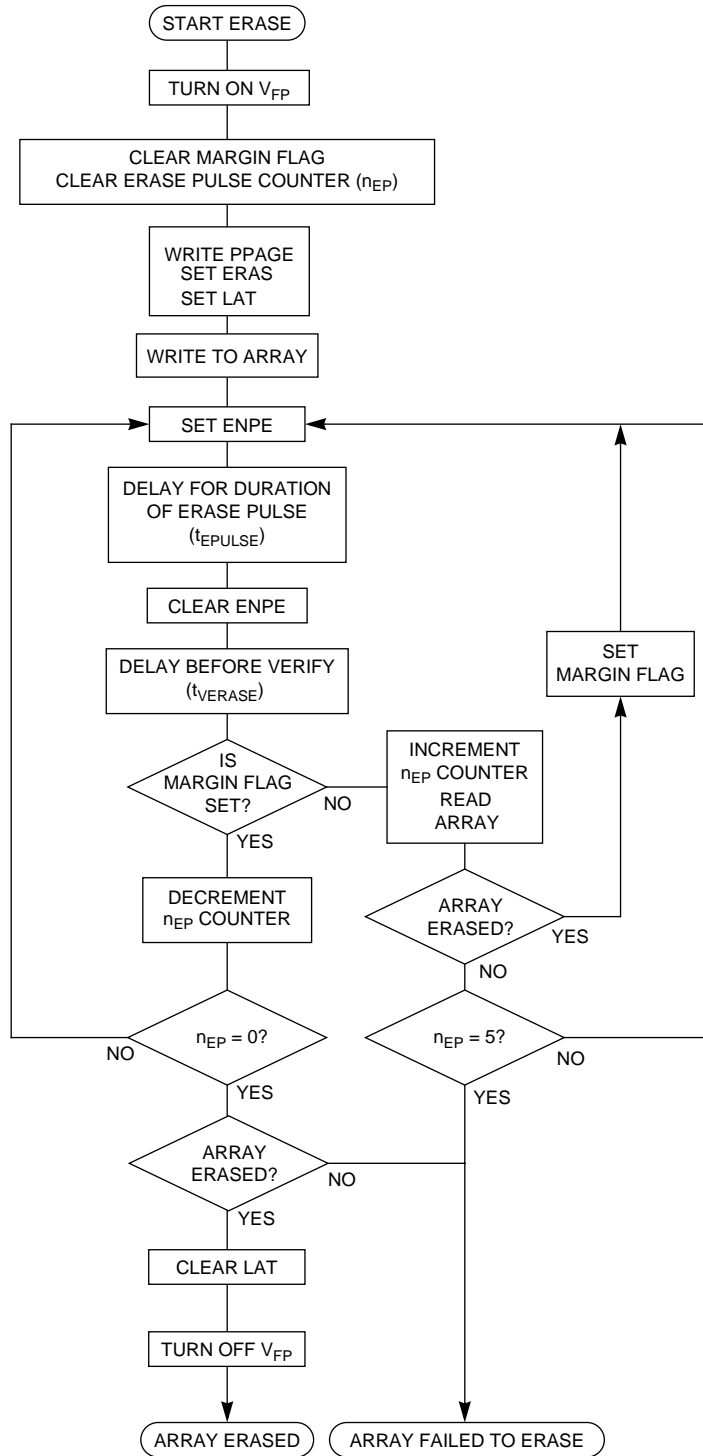 START ERASE
TURN ON VFP
CLEAR MARGIN FLAG
CLEAR ERASE PULSE COUNTER (nEP)
WRITE PPAGE
SET ERAS
SET LAT
WRITE TO ARRAY
SET ENPE
DELAY FOR DURATION
OF ERASE PULSE
(tEPULSE)
CLEAR ENPE
DELAY BEFORE VERIFY
(tVERASE)
SET
MARGIN FLAG
IS
MARGIN FLAG
SET?
NO
YES
INCREMENT
nEP COUNTER
READ
ARRAY
DECREMENT
nEP COUNTER
ARRAY
ERASED?
YES
NO
nEP = 0?
NO
YES
nEP = 5?
NO
YES
ARRAY
ERASED?
NO
YES
CLEAR LAT
TURN OFF VFP
ARRAY ERASED
ARRAY FAILED TO ERASE